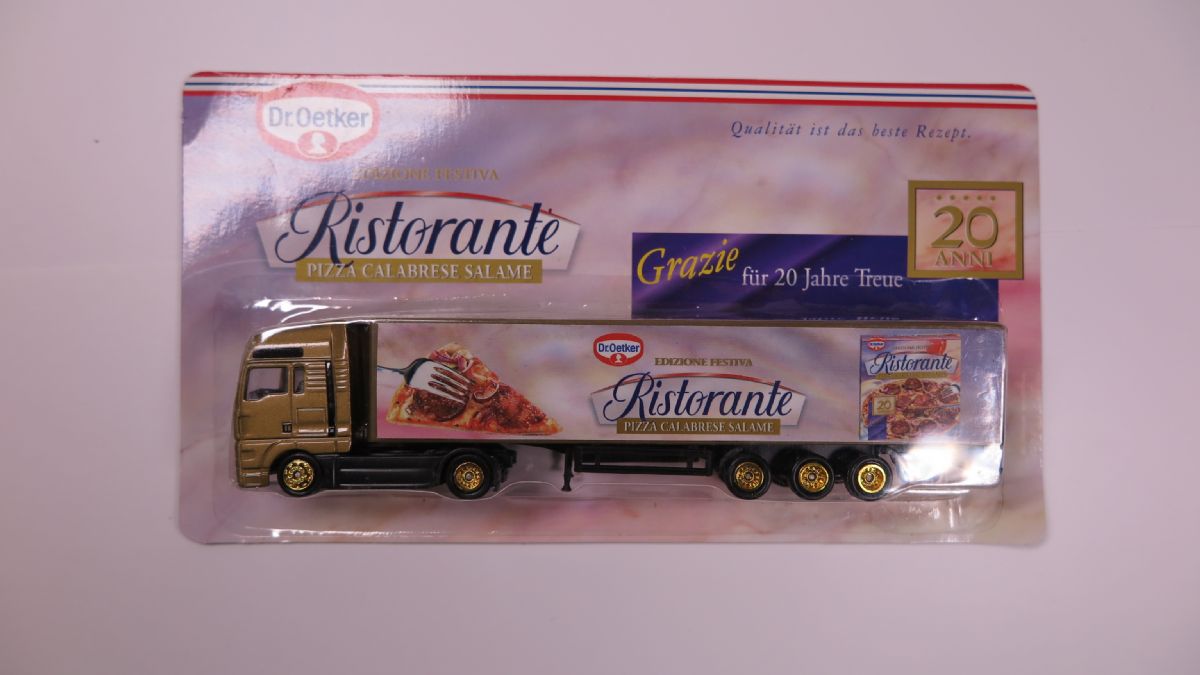 Dr.Oetker
Qualität ist das beste Rezept.
EDIZIONE FESTIVA
Ristorante
PIZZA CALABRESE SALAME
20
ANNI
Grazie
für 20 Jahre Treue
Dr.Oetker
EDIZIONE FESTIVA
Ristorante
PIZZA CALABRESE SALAME
Ristorante
20